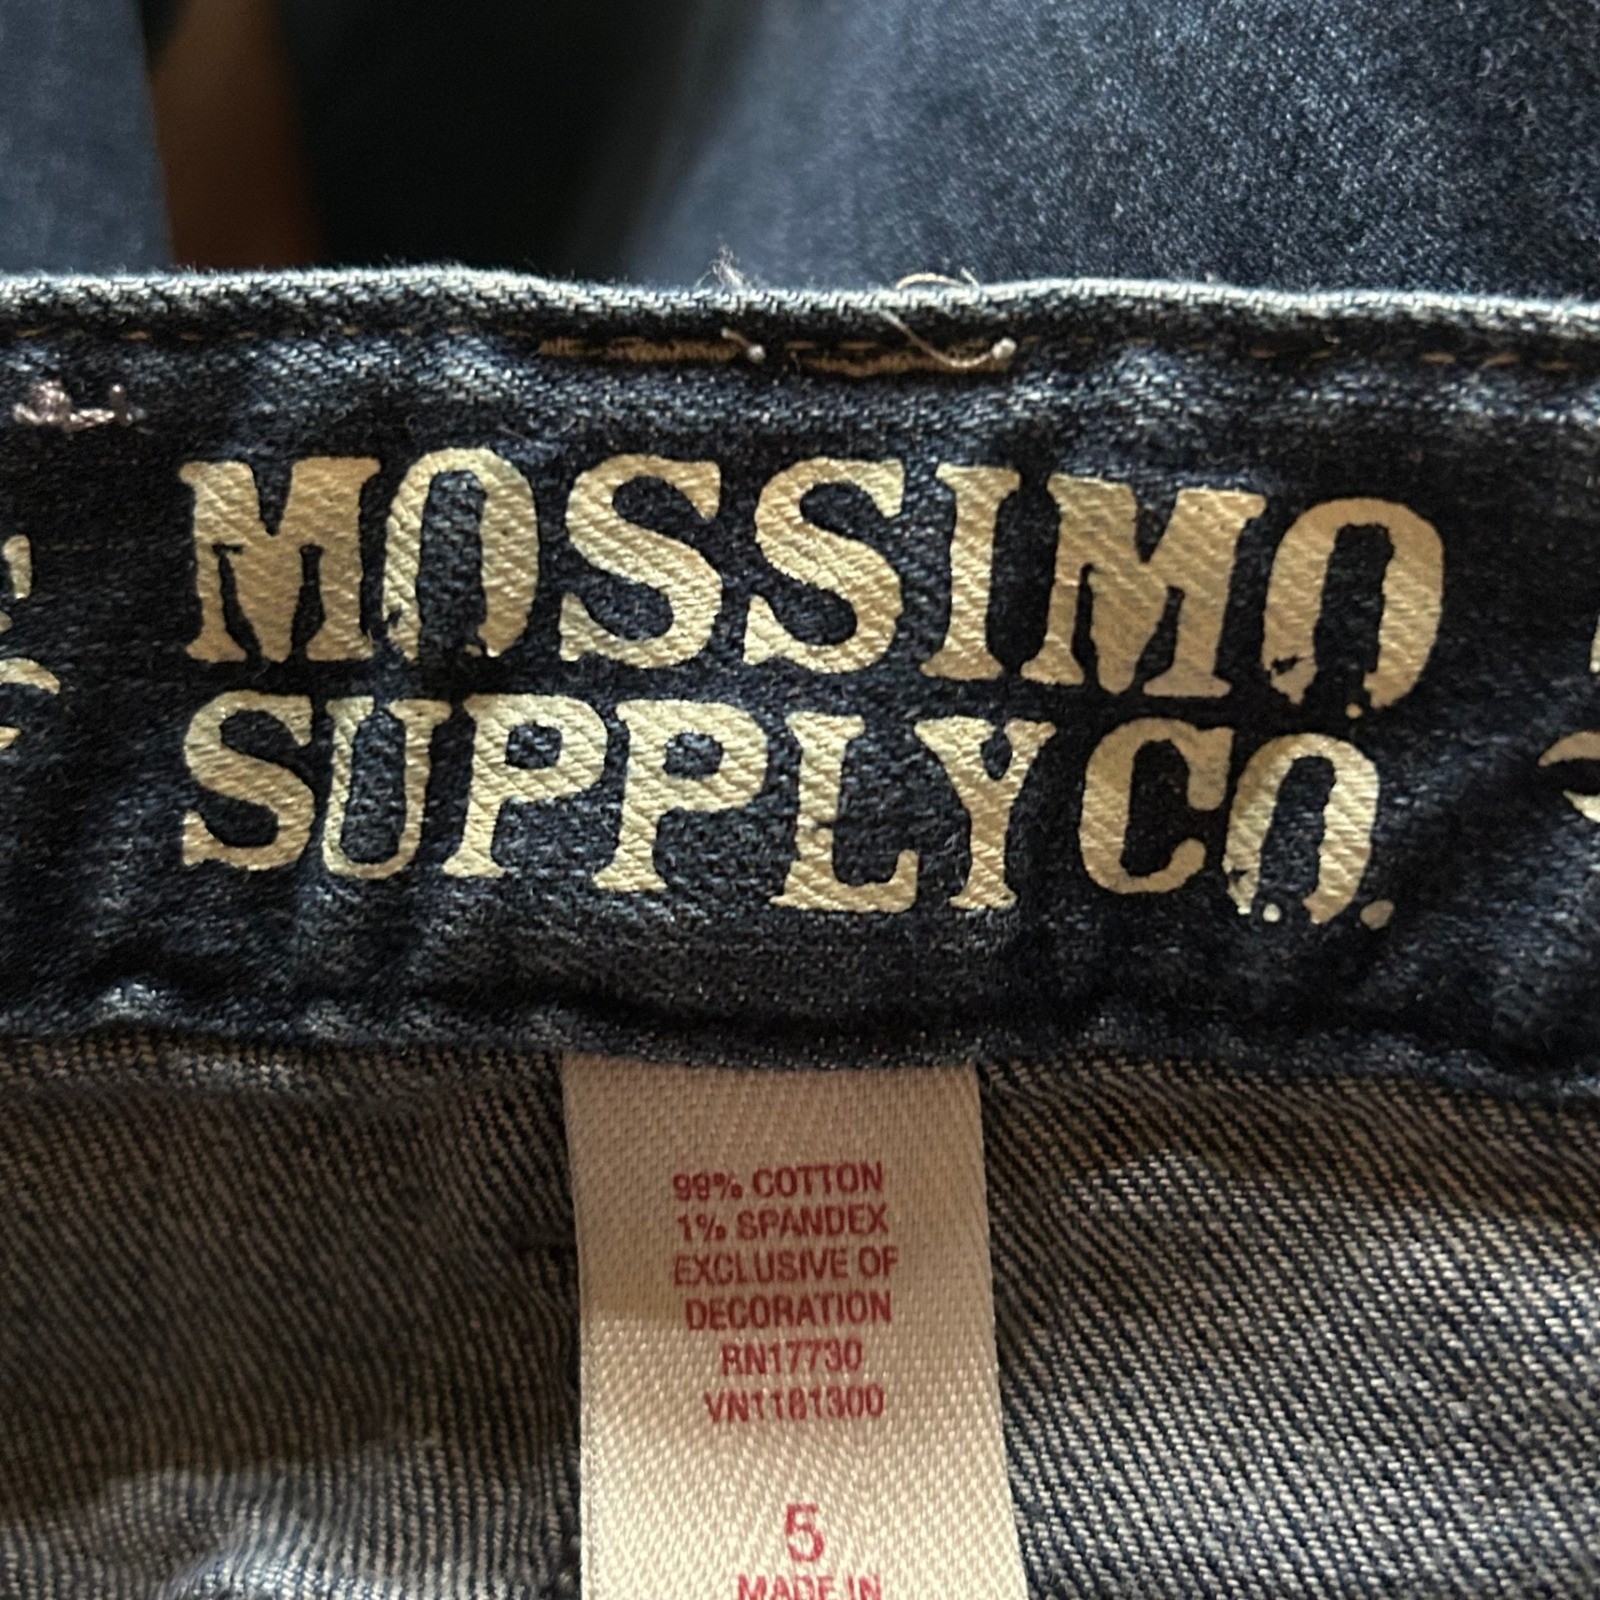 MOSSIMO
SUPPLY CO.
99% COTTON
1% SPANDEX
EXCLUSIVE OF
DECORATION
RN17730
VN1181300
5
MADE IN